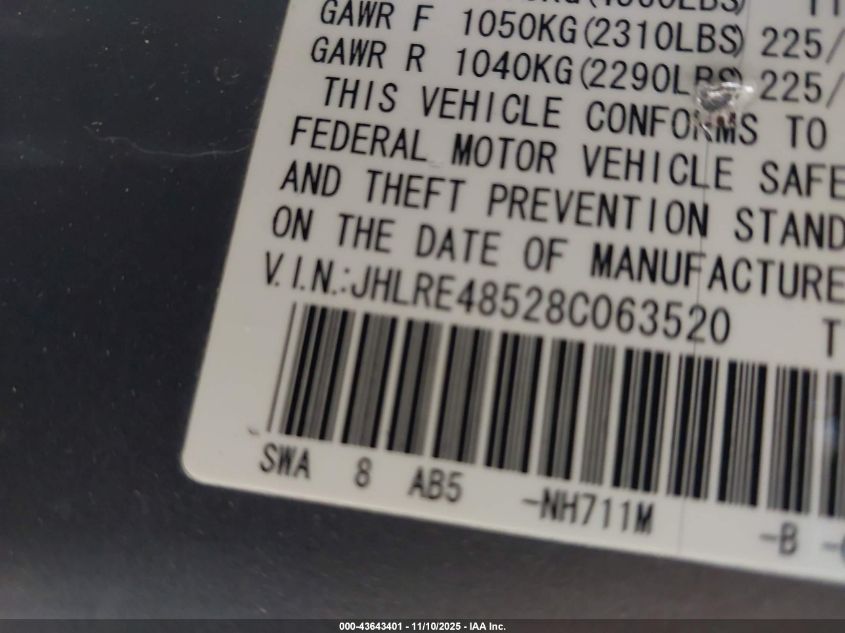 GAWR F 1050KG(2310LBS) 225/
GAWR R 1040KG(2290LBS) 225/
THIS VEHICLE CONFORMS TO
FEDERAL MOTOR VEHICLE SAFE
AND THEFT PREVENTION STAND
ON THE DATE OF MANUFACTURE
V.I.N.:JHLRE48528C063520 T
SWA 8 AB5 -NH711M -B -
000-43643401 - 11/10/2025 - IAA Inc.